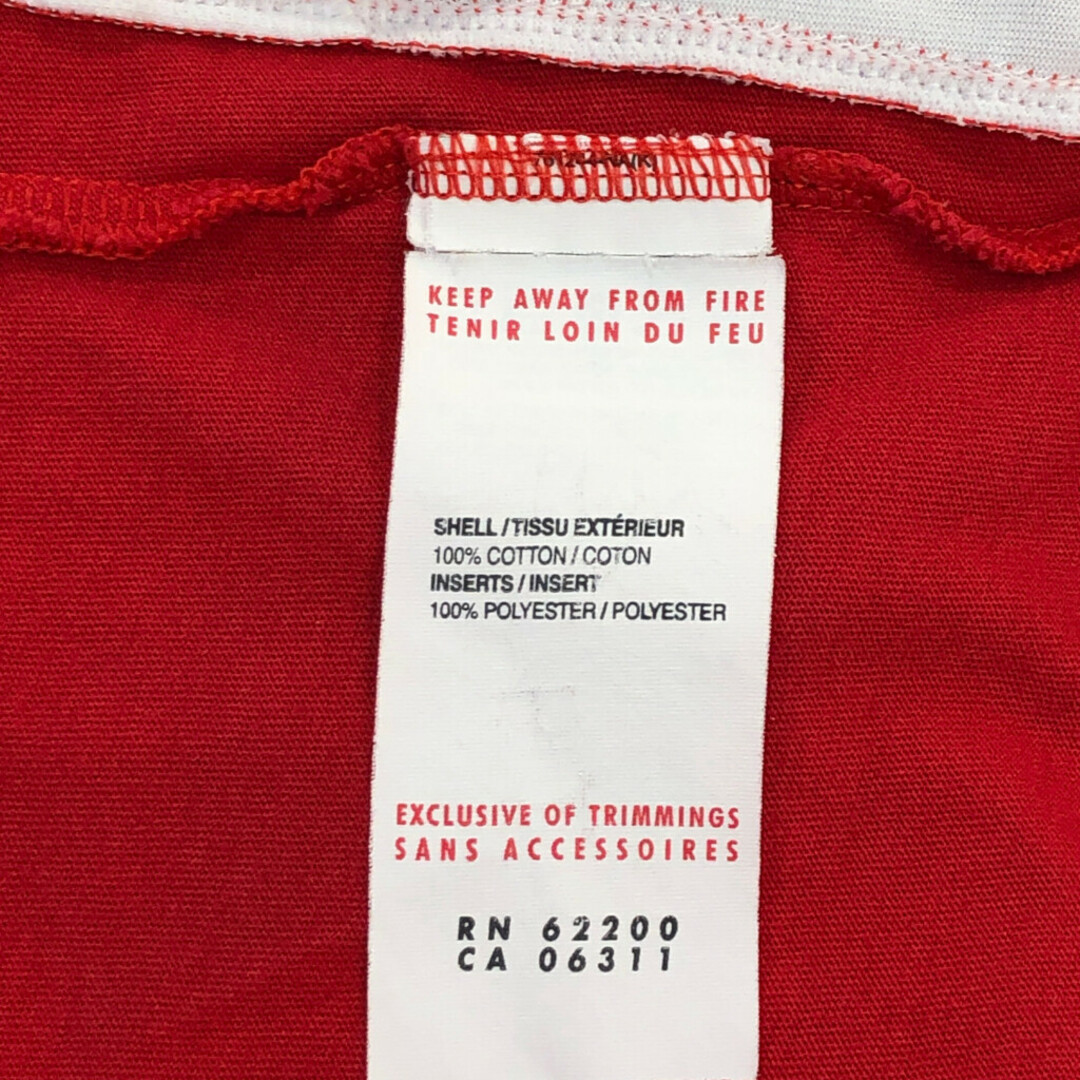 KEEP AWAY FROM FIRE
TENIR LOIN DU FEU
SHELL / TISSU EXTÉRIEUR
100% COTTON / COTON
INSERTS / INSERT
100% POLYESTER / POLYESTER
EXCLUSIVE OF TRIMMINGS
SANS ACCESSOIRES
RN 62200
CA 06311